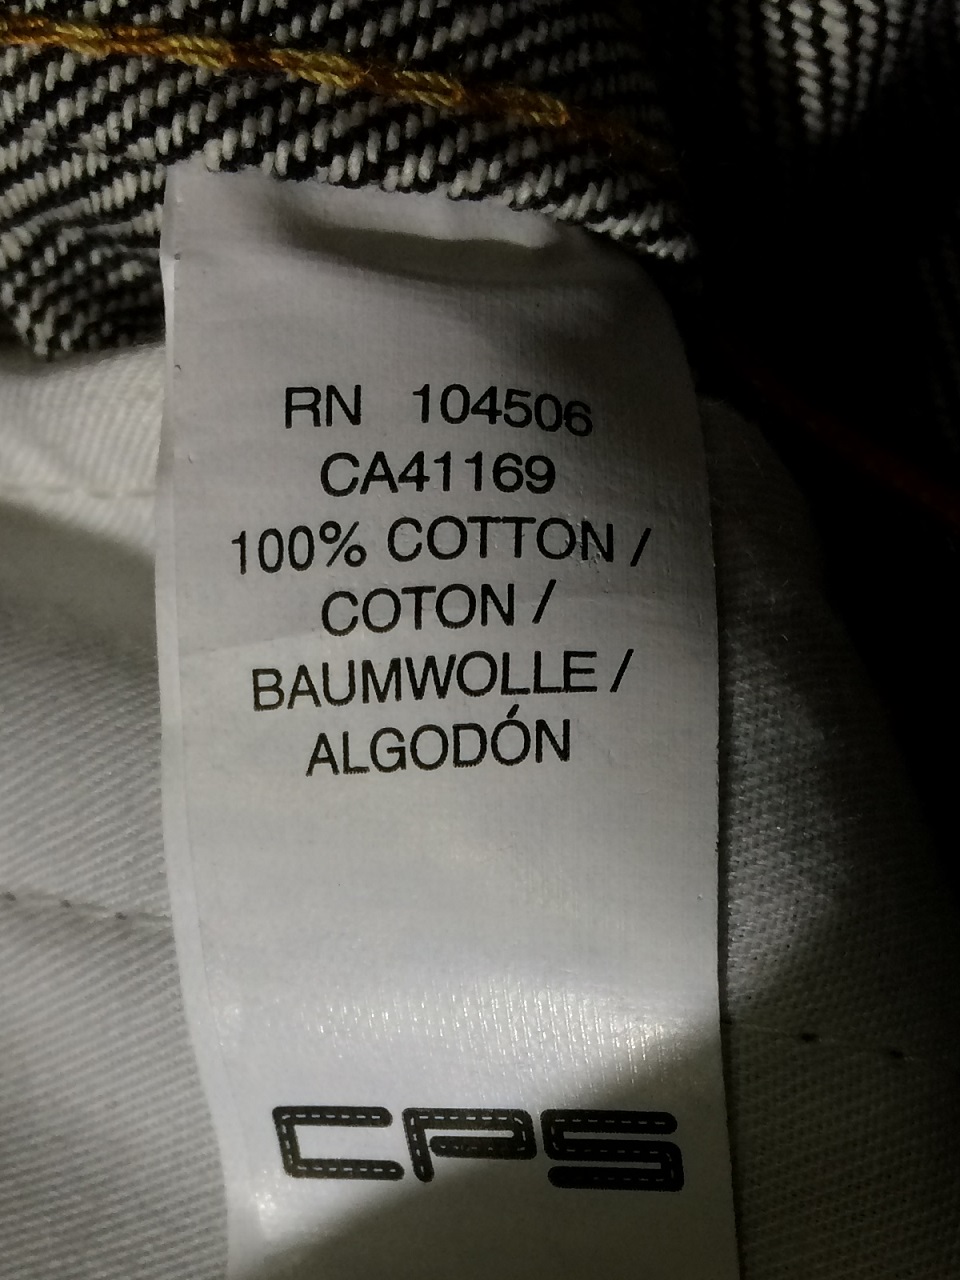 RN 104506
CA41169
100% COTTON /
COTON /
BAUMWOLLE /
ALGODÓN
CPS